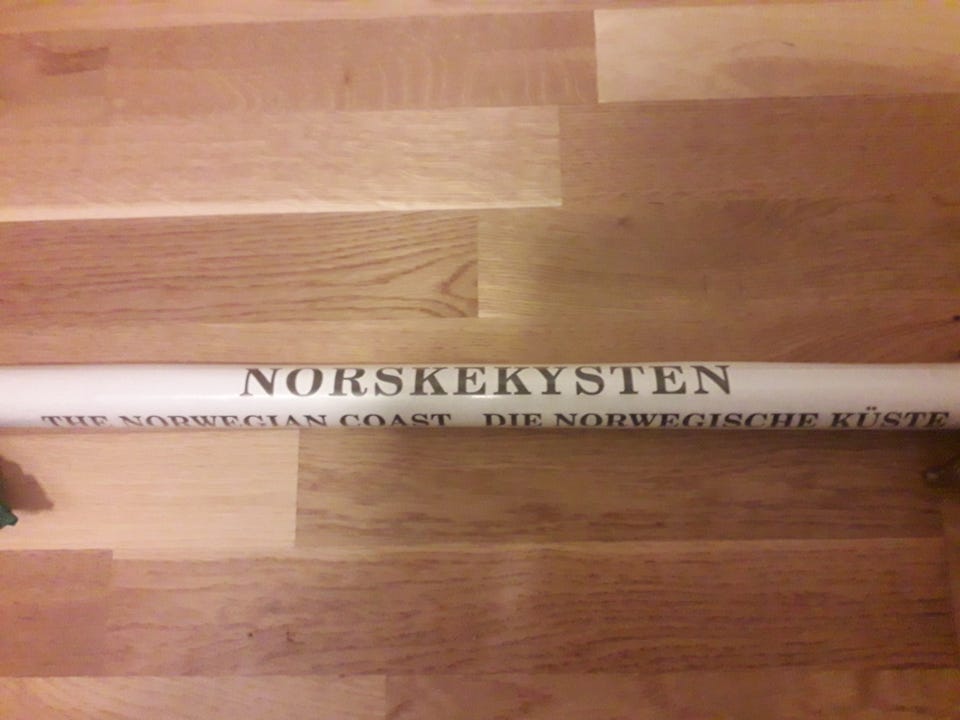 NORSKEKYSTEN
THE NORWEGIAN COAST DIE NORWEGISCHE KÜSTE